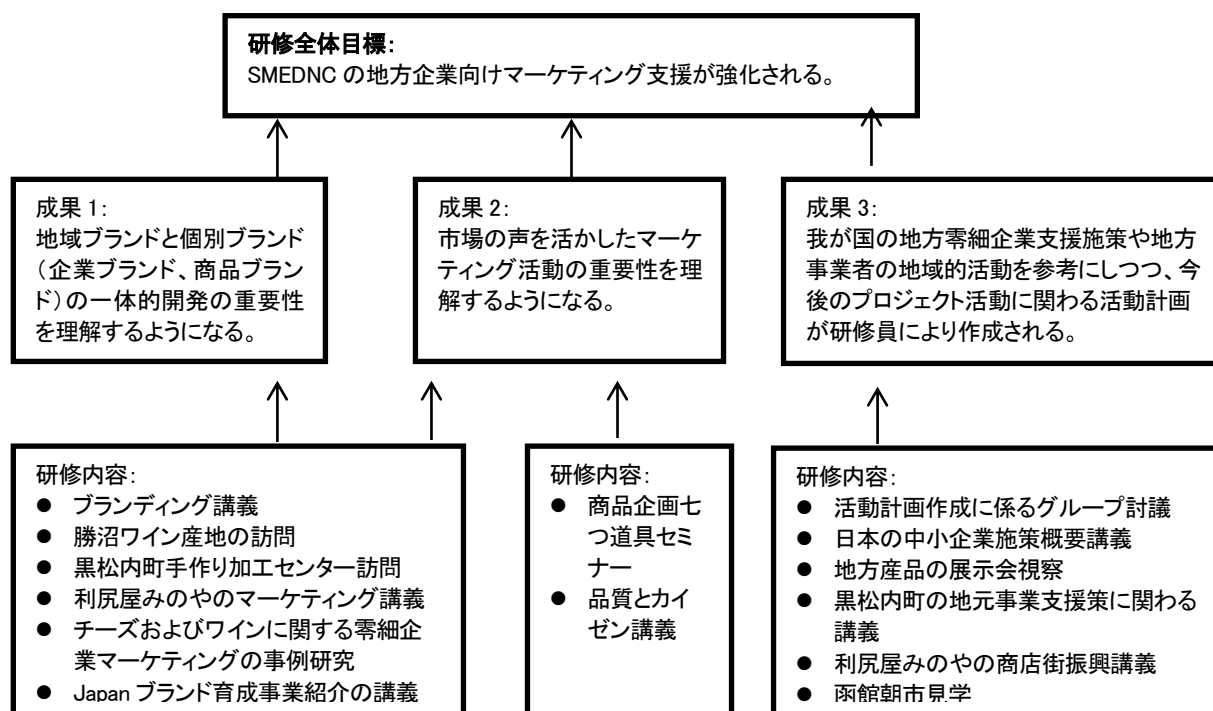 研修全体目標：
SMEDNC の地方企業向けマーケティング支援が強化される。
成果 1：
地域ブランドと個別ブランド
（企業ブランド、商品ブラン
ド）の一体的開発の重要性
を理解するようになる。
成果 2：
市場の声を活かしたマーケ
ティング活動の重要性を理
解するようになる。
成果 3：
我が国の地方零細企業支援施策や地方
事業者の地域的活動を参考にしつつ、今
後のプロジェクト活動に関わる活動計画
が研修員により作成される。
研修内容：
● ブランディング講義
● 勝沼ワイン産地の訪問
● 黒松内町手作り加工センター訪問
● 利尻屋みのやのマーケティング講義
● チーズおよびワインに関する零細企
業マーケティングの事例研究
● Japan ブランド育成事業紹介の講義
研修内容：
● 商品企画七
つ道具セミ
ナー
● 品質とカイ
ゼン講義
研修内容：
● 活動計画作成に係るグループ討議
● 日本の中小企業施策概要講義
● 地方産品の展示会視察
● 黒松内町の地元事業支援策に関わる
講義
● 利尻屋みのやの商店街振興講義
● 函館朝市見学